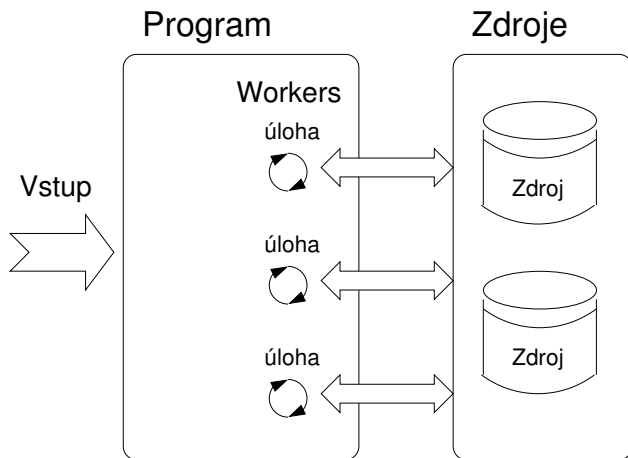 Program
Zdroje
Workers
úloha
Vstup
Zdroj
úloha
úloha
Zdroj